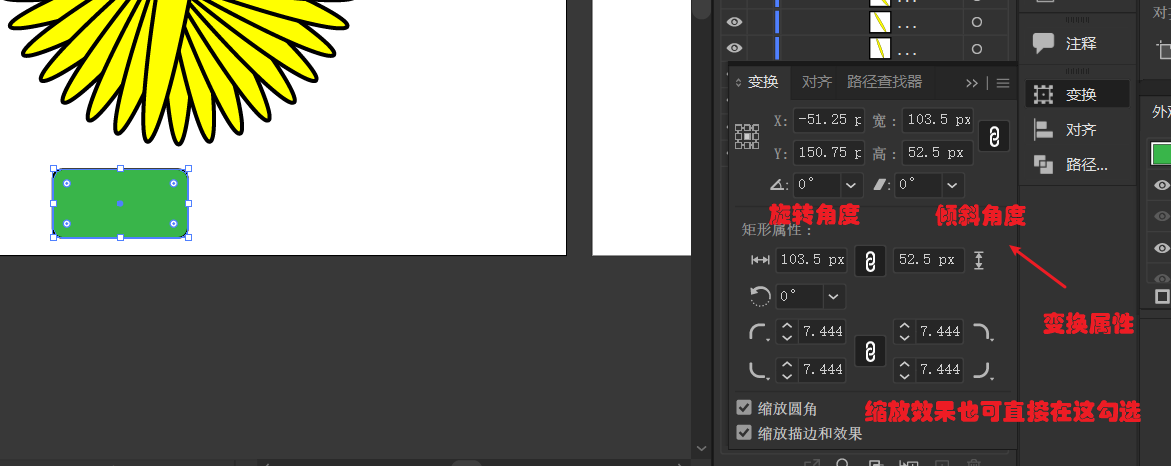 ...
...
对
注释
变换
对齐
路径查找器
X: -51.25 p
宽: 103.5 px
Y: 150.75 p
高: 52.5 px
0°
0°
旋转角度
倾斜角度
矩形属性:
103.5 px
52.5 px
0°
7.444
7.444
7.444
7.444
缩放圆角
缩放描边和效果
变换属性
缩放效果也可直接在这勾选
变换
对齐
路径...
外